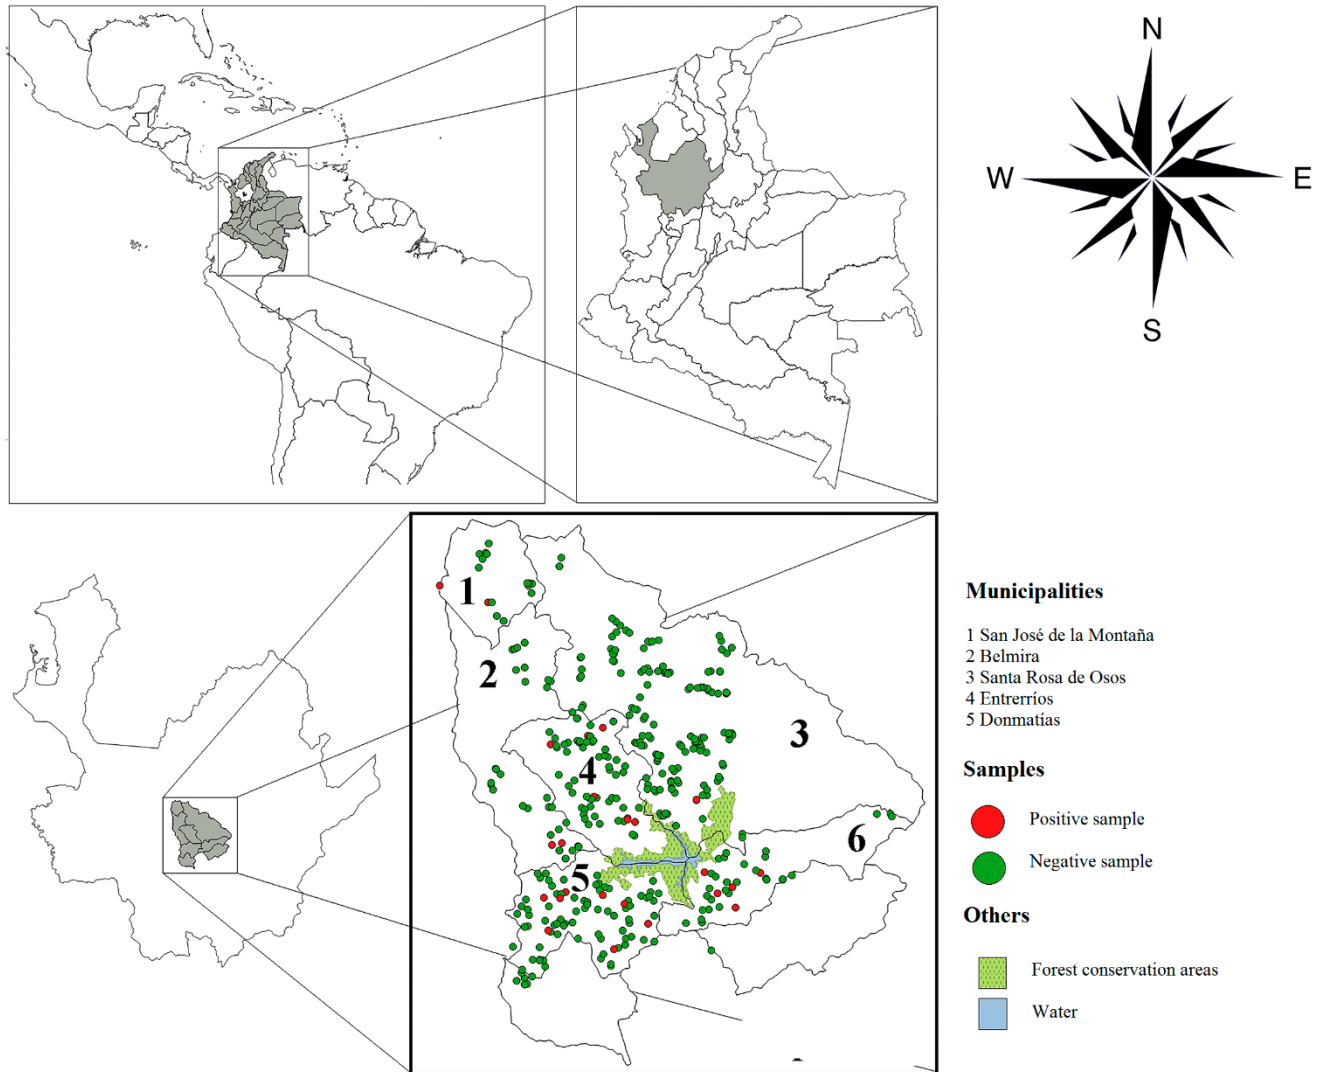 N
W
E
S
1
2
3
4
5
6
Municipalities
1 San José de la Montaña
2 Belmira
3 Santa Rosa de Osos
4 Entrerríos
5 Donmatías
Samples
Positive sample
Negative sample
Others
Forest conservation areas
Water